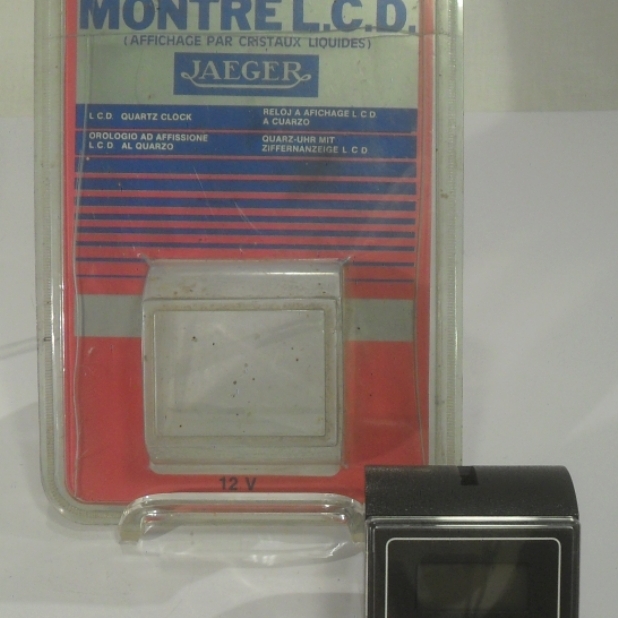 MONTRE L.C.D.
(AFFICHAGE PAR CRISTAUX LIQUIDES)
JAEGER
L.C.D. QUARTZ CLOCK
OROLOGIO AD AFFISSIONE
L.C.D. AL QUARZO
RELOJ A AFICHAGE L.C.D.
A CUARZO
QUARZ-UHR MIT
ZIFFERNANZEIGE L.C.D.
12 V